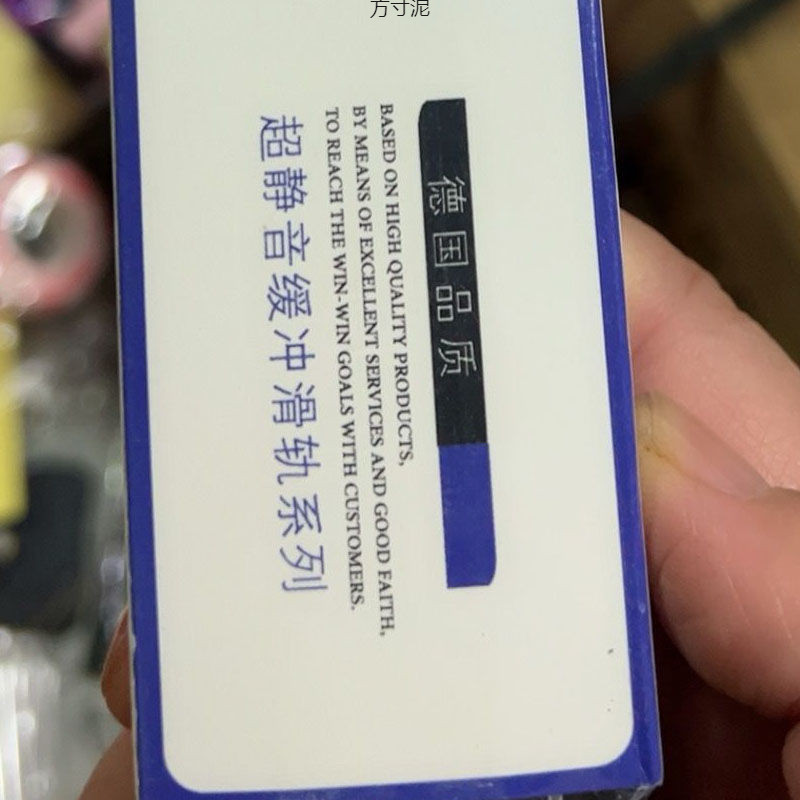 方寸泥
德国品质
BASED ON HIGH QUALITY PRODUCTS,
BY MEANS OF EXCELLENT SERVICES AND GOOD FAITH,
TO REACH THE WIN-WIN GOALS WITH CUSTOMERS.
超静音缓冲滑轨系列